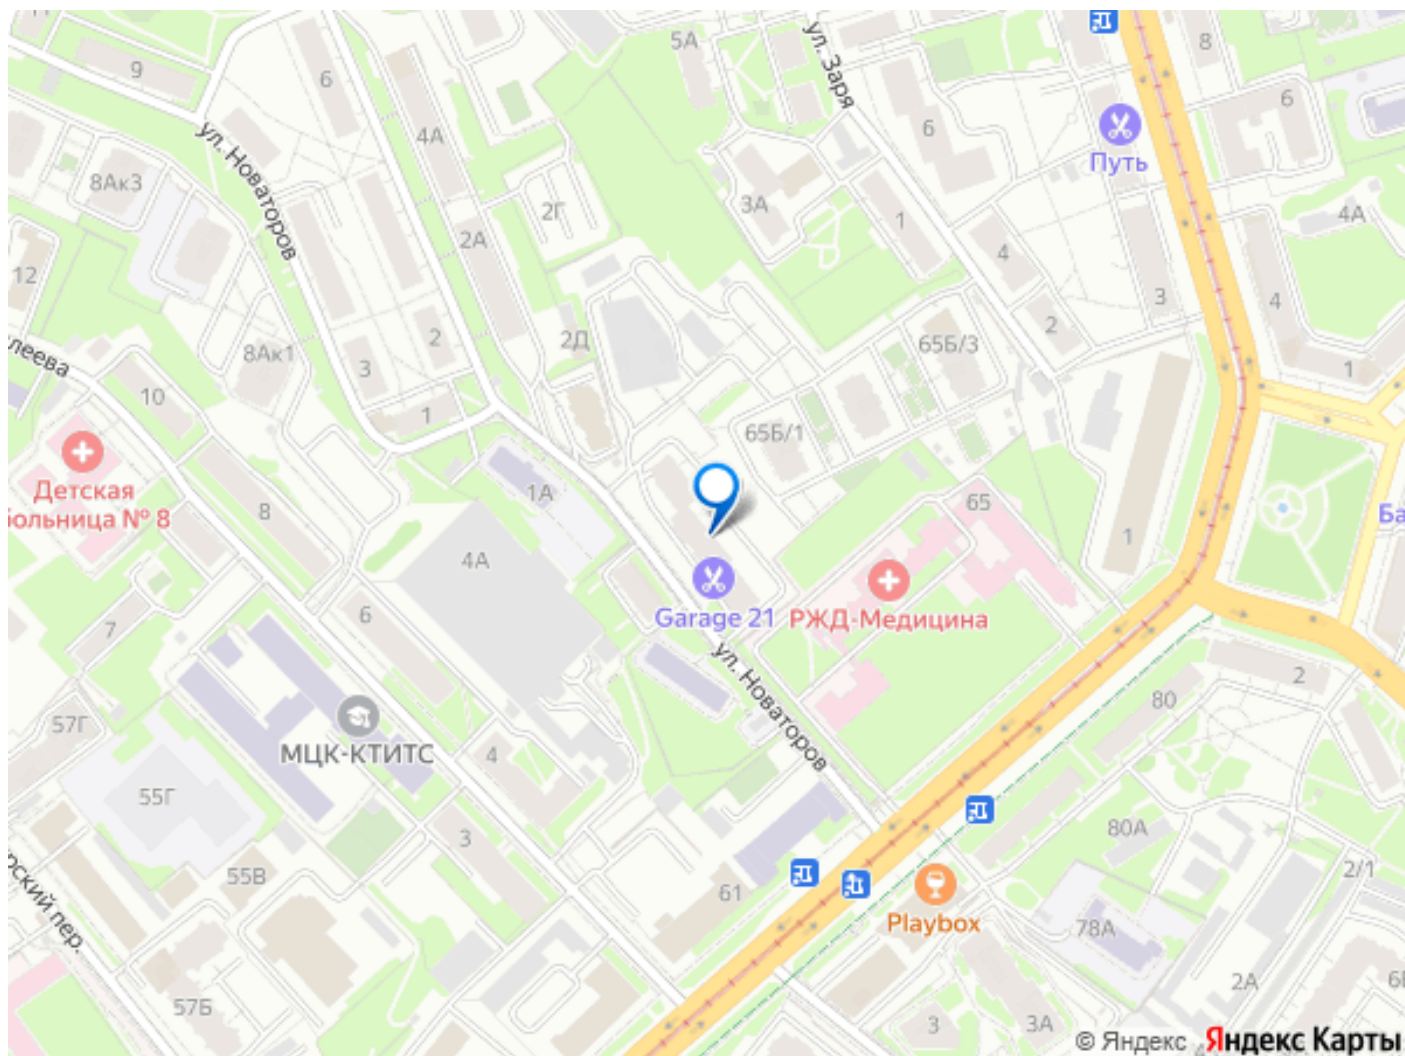 5А
ул. Заря
8
9
6
6
4А
6
Путь
ул. Новаторов
8Ак3
2Г
3А
1
4А
2А
4
12
3
4
2
2
2Д
65Б/3
леева
8Ак1
3
1
10
1
65Б/1
Детская
больница № 8
1А
65
Ба
8
4А
1
Garage 21
РЖД-Медицина
6
7
ул. Новаторов
2
80
57Г
МЦК-КТИТС
4
55Г
3
80А
55В
61
2/1
рский пер.
Playbox
78А
57Б
2А
3
3А
© Яндекс Яндекс Карты